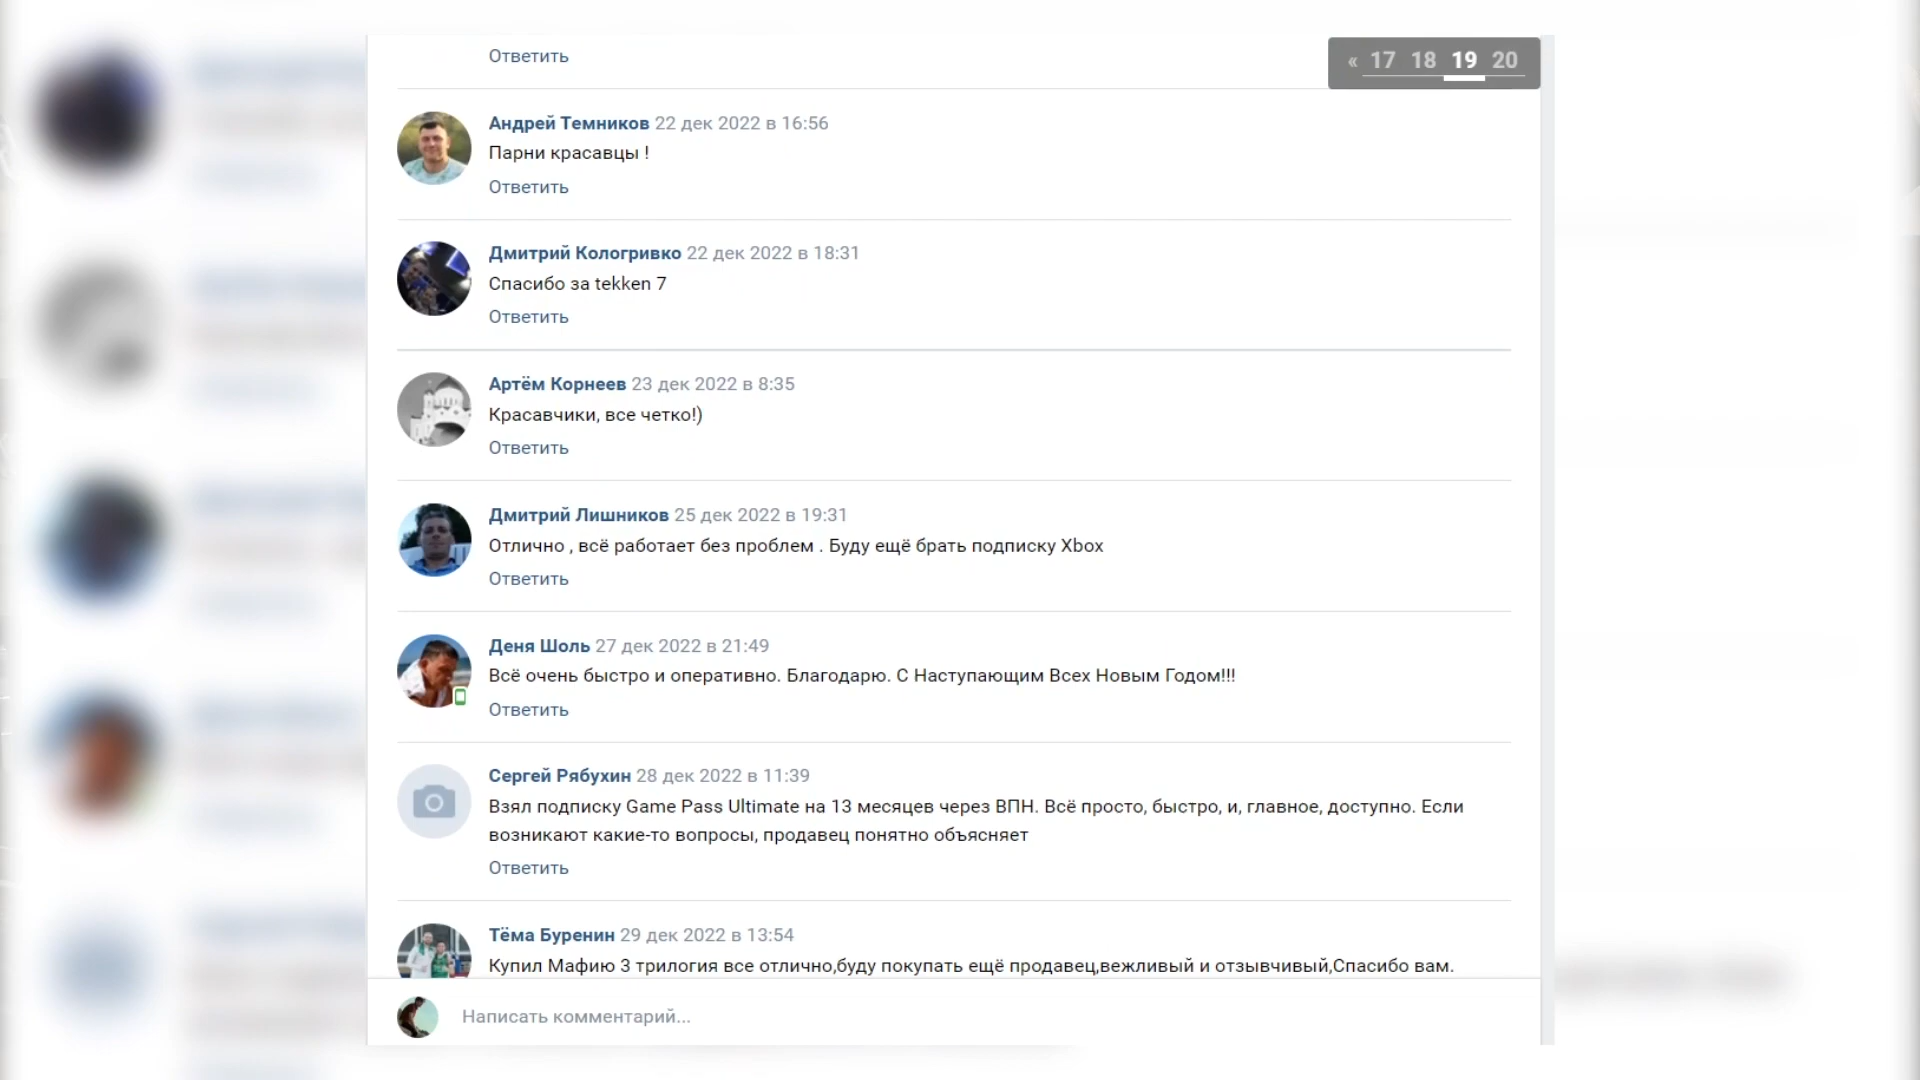 Ответить
« 17 18 19 20
Андрей Темников 22 дек 2022 в 16:56
Парни красавцы !
Ответить
Дмитрий Кологривко 22 дек 2022 в 18:31
Спасибо за tekken 7
Ответить
Артём Корнеев 23 дек 2022 в 8:35
Красавчики, все четко!)
Ответить
Дмитрий Лишников 25 дек 2022 в 19:31
Отлично , всё работает без проблем . Буду ещё брать подписку Xbox
Ответить
Деня Шоль 27 дек 2022 в 21:49
Всё очень быстро и оперативно. Благодарю. С Наступающим Всех Новым Годом!!!
Ответить
Сергей Рябухин 28 дек 2022 в 11:39
Взял подписку Game Pass Ultimate на 13 месяцев через ВПН. Всё просто, быстро, и, главное, доступно. Если
возникают какие-то вопросы, продавец понятно объясняет
Ответить
Тёма Буренин 29 дек 2022 в 13:54
Купил Мафию 3 трилогия все отлично,буду покупать ещё продавец,вежливый и отзывчивый,Спасибо вам.
Написать комментарий...